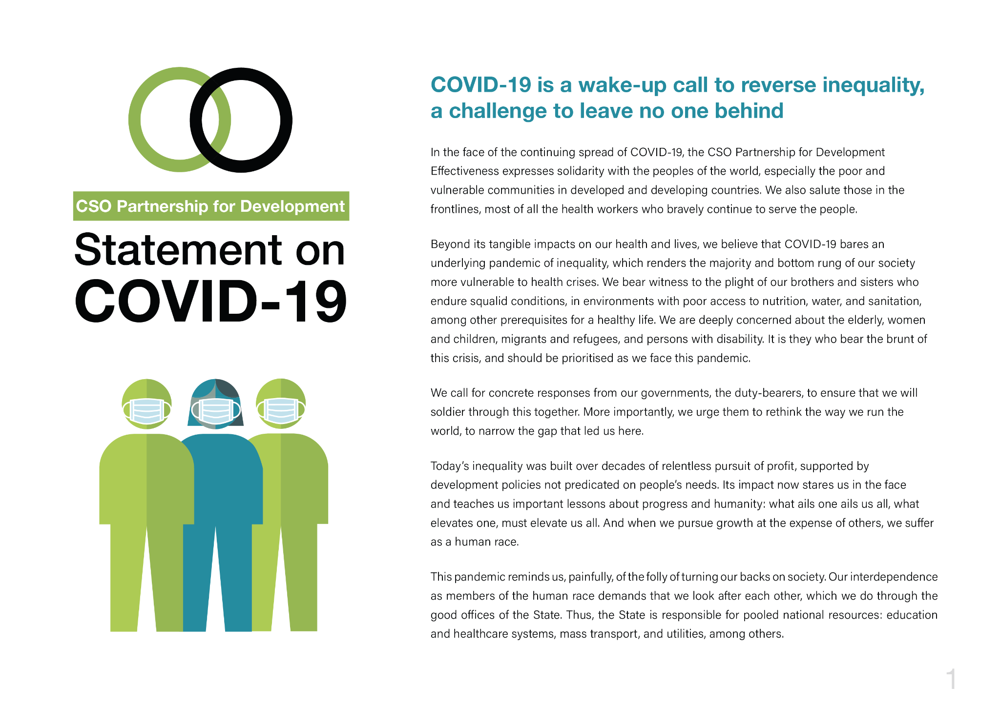 CSO Partnership for Development
Statement on
COVID-19
COVID-19 is a wake-up call to reverse inequality,
a challenge to leave no one behind
In the face of the continuing spread of COVID-19, the CSO Partnership for Development
Effectiveness expresses solidarity with the peoples of the world, especially the poor and
vulnerable communities in developed and developing countries. We also salute those in the
frontlines, most of all the health workers who bravely continue to serve the people.
Beyond its tangible impacts on our health and lives, we believe that COVID-19 bares an
underlying pandemic of inequality, which renders the majority and bottom rung of our society
more vulnerable to health crises. We bear witness to the plight of our brothers and sisters who
endure squalid conditions, in environments with poor access to nutrition, water, and sanitation,
among other prerequisites for a healthy life. We are deeply concerned about the elderly, women
and children, migrants and refugees, and persons with disability. It is they who bear the brunt of
this crisis, and should be prioritised as we face this pandemic.
We call for concrete responses from our governments, the duty-bearers, to ensure that we will
soldier through this together. More importantly, we urge them to rethink the way we run the
world, to narrow the gap that led us here.
Today's inequality was built over decades of relentless pursuit of profit, supported by
development policies not predicated on people's needs. Its impact now stares us in the face
and teaches us important lessons about progress and humanity: what ails one ails us all, what
elevates one, must elevate us all. And when we pursue growth at the expense of others, we suffer
as a human race.
This pandemic reminds us, painfully, of the folly of turning our backs on society. Our interdependence
as members of the human race demands that we look after each other, which we do through the
good offices of the State. Thus, the State is responsible for pooled national resources: education
and healthcare systems, mass transport, and utilities, among others.
1